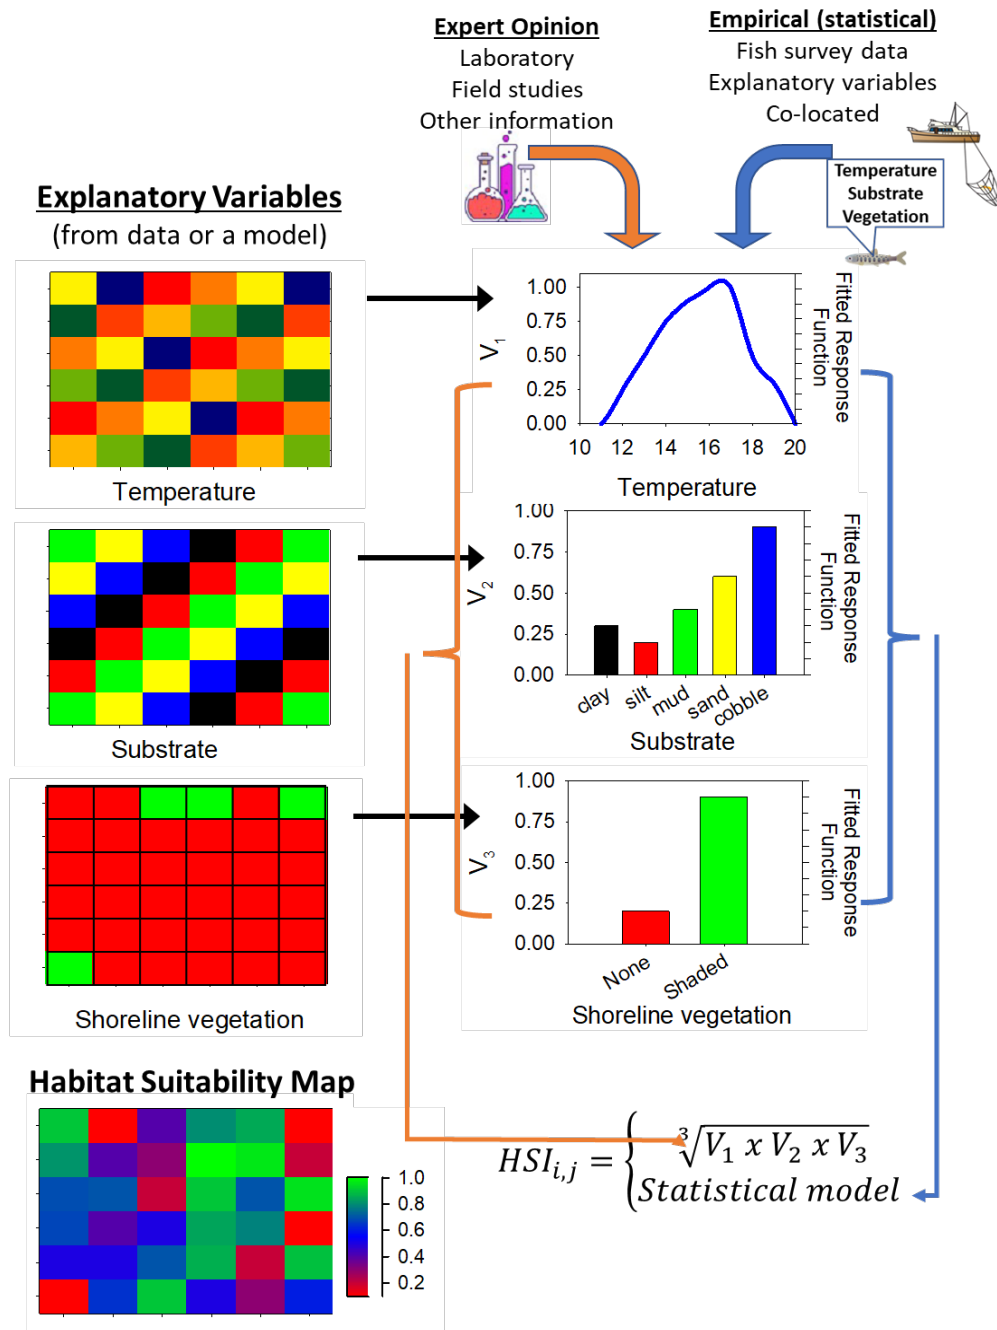 Expert Opinion
Laboratory
Field studies
Other information
Empirical (statistical)
Fish survey data
Explanatory variables
Co-located
Temperature
Substrate
Vegetation
Explanatory Variables
(from data or a model)
Temperature
1.00
0.75
0.50
0.25
0.00
V1
10 12 14 16 18 20
Temperature
Fitted Response
Function
Substrate
1.00
0.75
0.50
0.25
0.00
V2
clay silt mud sand cobble
Substrate
Fitted Response
Function
Shoreline vegetation
1.00
0.75
0.50
0.25
0.00
V3
None Shaded
Shoreline vegetation
Fitted Response
Function
Habitat Suitability Map
1.0
0.8
0.6
0.4
0.2
HSIi,j = { ∛V1 x V2 x V3
Statistical model